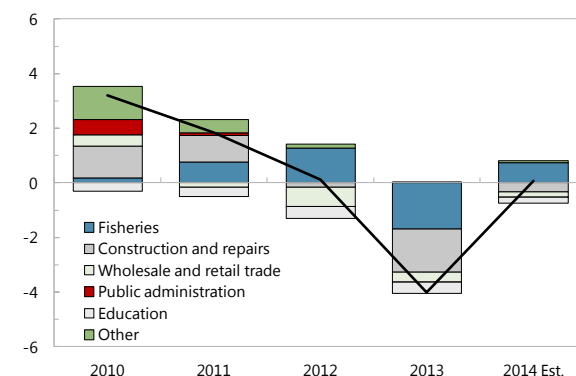 6
4
2
0
-2
-4
-6
Fisheries
Construction and repairs
Wholesale and retail trade
Public administration
Education
Other
2010 2011 2012 2013 2014 Est.